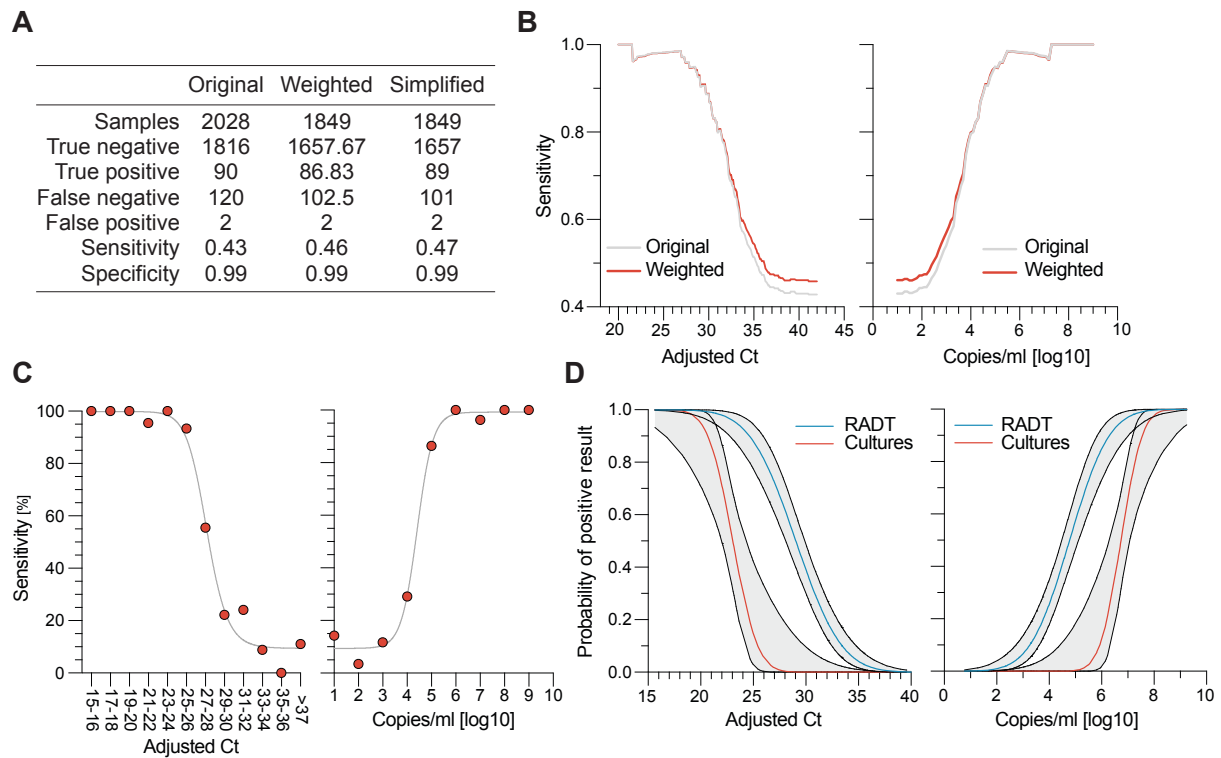 A
Original Weighted Simplified
Samples 2028 1849 1849
True negative 1816 1657.67 1657
True positive 90 86.83 89
False negative 120 102.5 101
False positive 2 2 2
Sensitivity 0.43 0.46 0.47
Specificity 0.99 0.99 0.99
B
1.0
0.8
0.6
0.4
Sensitivity
Original
Weighted
20 25 30 35 40 45
Adjusted Ct
Original
Weighted
0 2 4 6 8 10
Copies/ml [log10]
C
100
80
60
40
20
0
Sensitivity [%]
15-16
17-18
19-20
21-22
23-24
25-26
27-28
29-30
31-32
33-34
35-36
>37
Adjusted Ct
1 2 3 4 5 6 7 8 9 10
Copies/ml [log10]
D
1.0
0.8
0.6
0.4
0.2
0.0
Probability of positive result
RADT
Cultures
15 20 25 30 35 40
Adjusted Ct
RADT
Cultures
0 2 4 6 8 10
Copies/ml [log10]